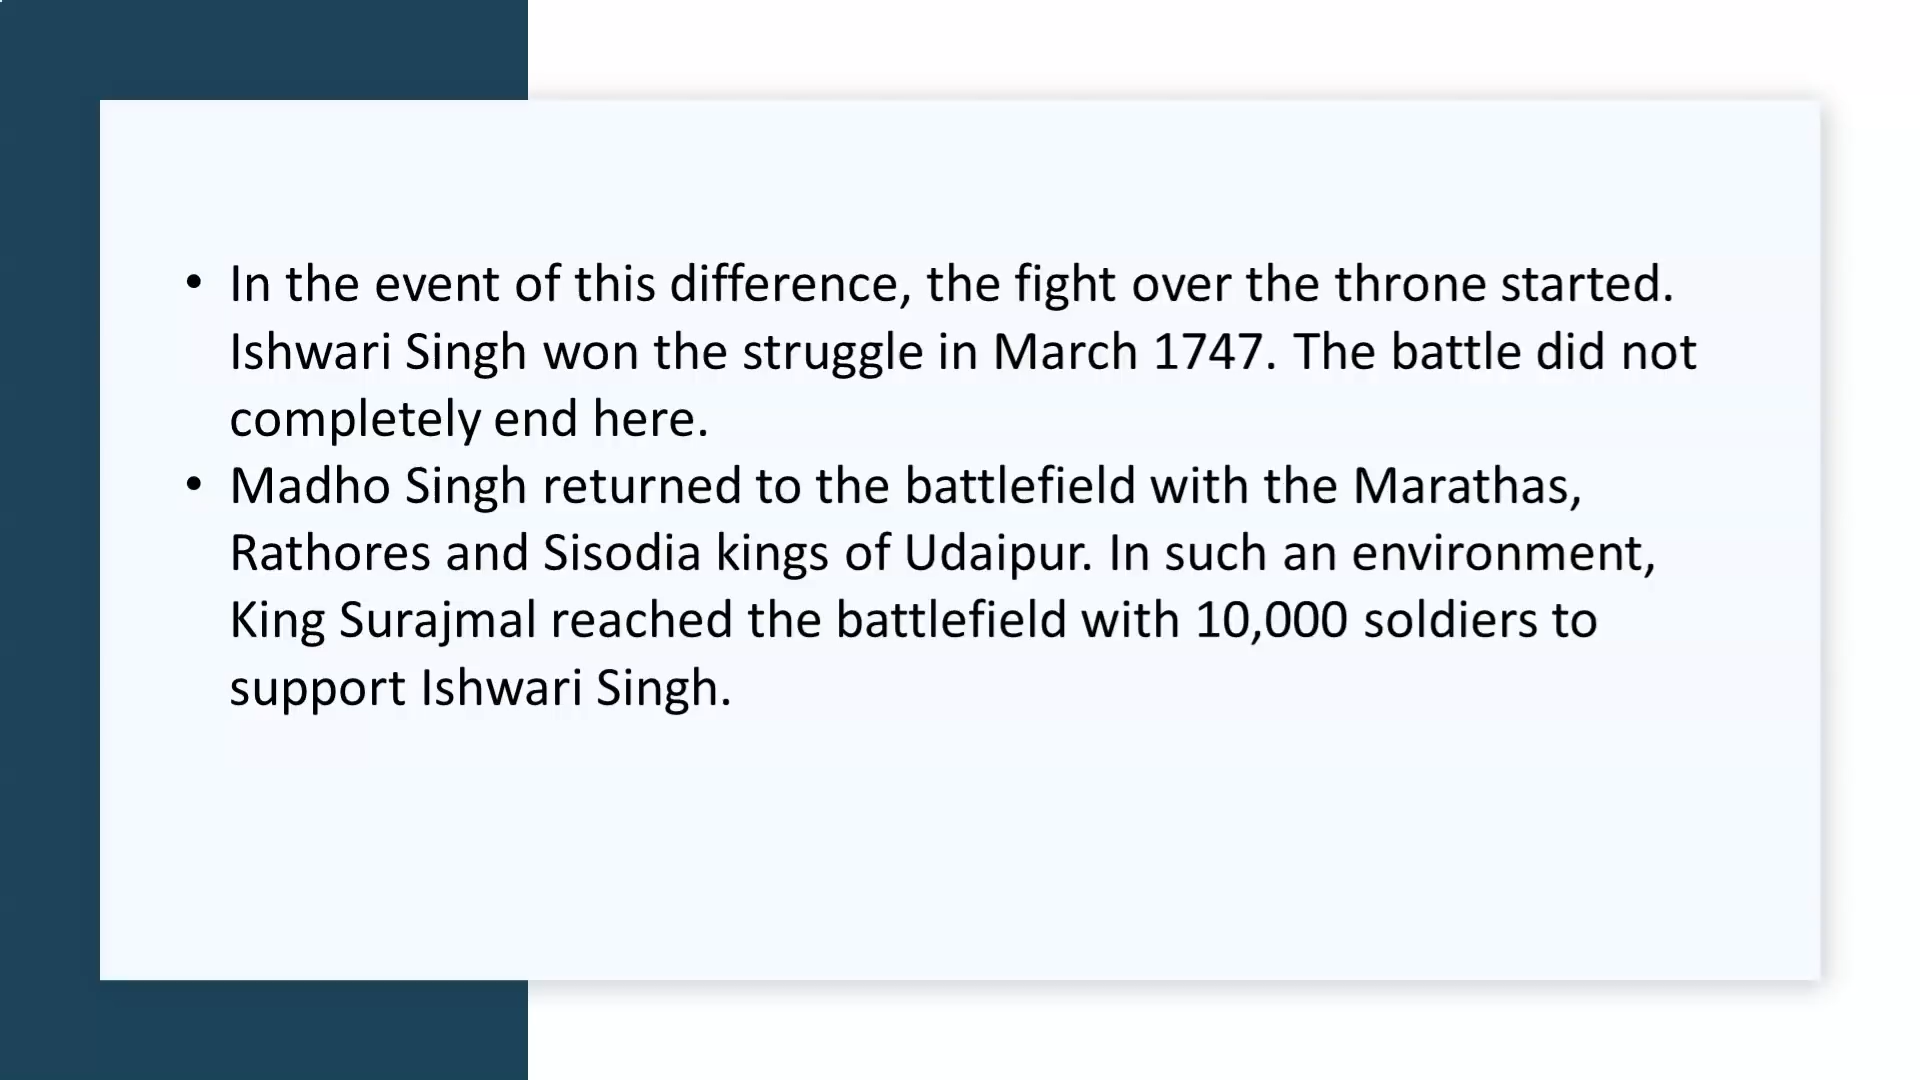 • In the event of this difference, the fight over the throne started.
Ishwari Singh won the struggle in March 1747. The battle did not
completely end here.
• Madho Singh returned to the battlefield with the Marathas,
Rathores and Sisodia kings of Udaipur. In such an environment,
King Surajmal reached the battlefield with 10,000 soldiers to
support Ishwari Singh.